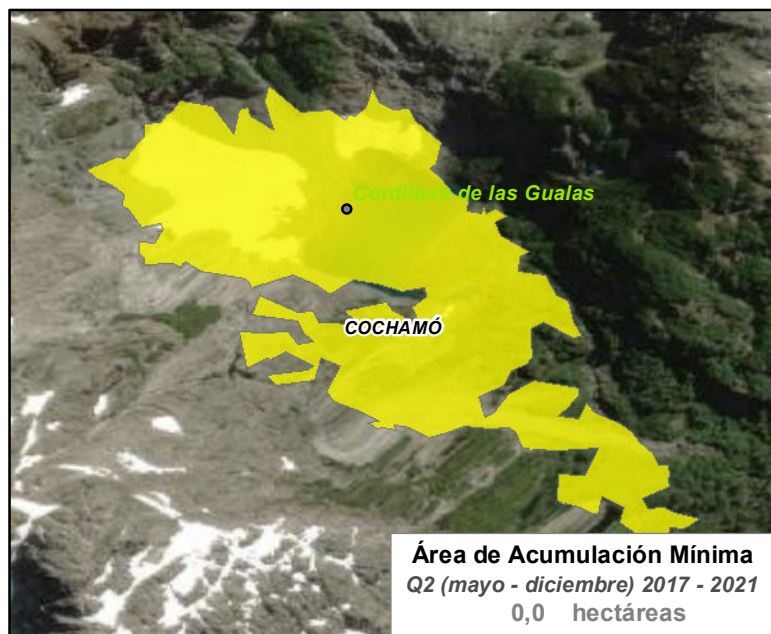 Cordillera de las Gualas
COCHAMÓ
Área de Acumulación Mínima
Q2 (mayo - diciembre) 2017 - 2021
0,0 hectáreas